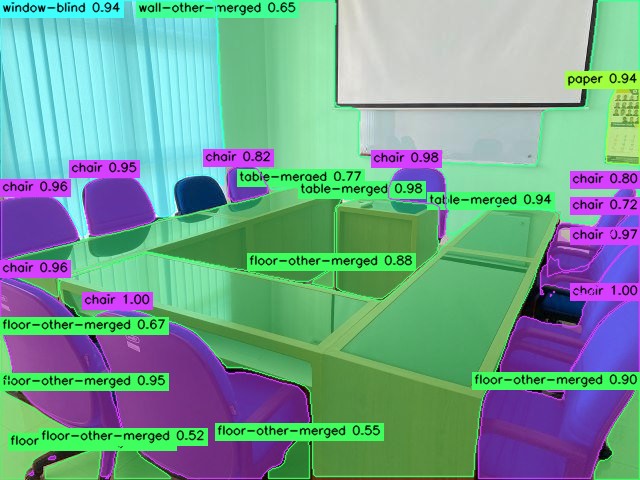 window-blind 0.94
wall-other-merged 0.65
paper 0.94
chair 0.82
chair 0.98
chair 0.95
table-merged 0.77
chair 0.80
chair 0.96
table-merged 0.98
table-merged 0.94
chair 0.72
chair 0.97
floor-other-merged 0.88
chair 0.96
chair 1.00
chair 1.00
floor-other-merged 0.67
floor-other-merged 0.95
floor-other-merged 0.90
floor-other-merged 0.55
floor
floor-other-merged 0.52